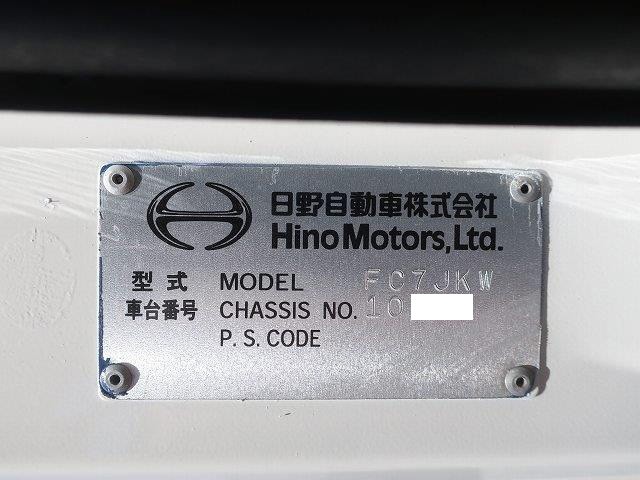 日野自動車株式会社
Hino Motors, Ltd.
型式 MODEL FC7JKW
車台番号 CHASSIS NO. 10
P. S. CODE